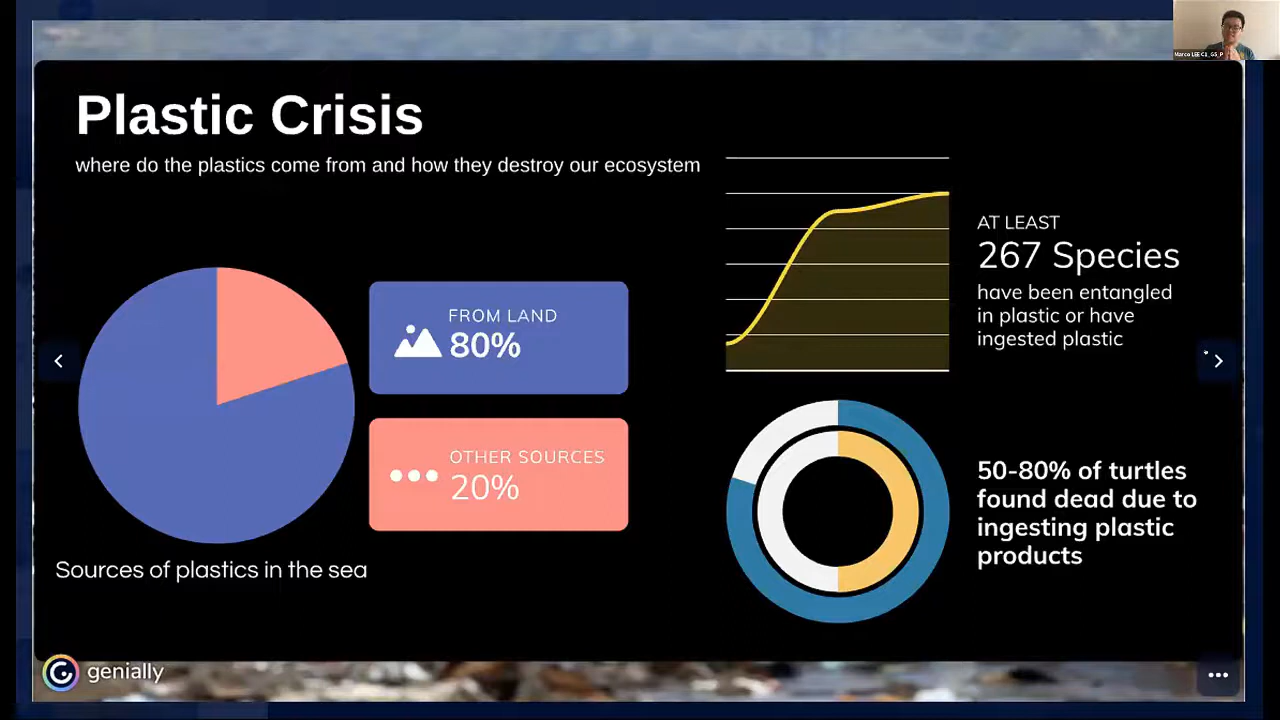 Plastic Crisis
where do the plastics come from and how they destroy our ecosystem
FROM LAND
80%
OTHER SOURCES
20%
Sources of plastics in the sea
AT LEAST
267 Species
have been entangled
in plastic or have
ingested plastic
50-80% of turtles
found dead due to
ingesting plastic
products
genially
Marco LEE